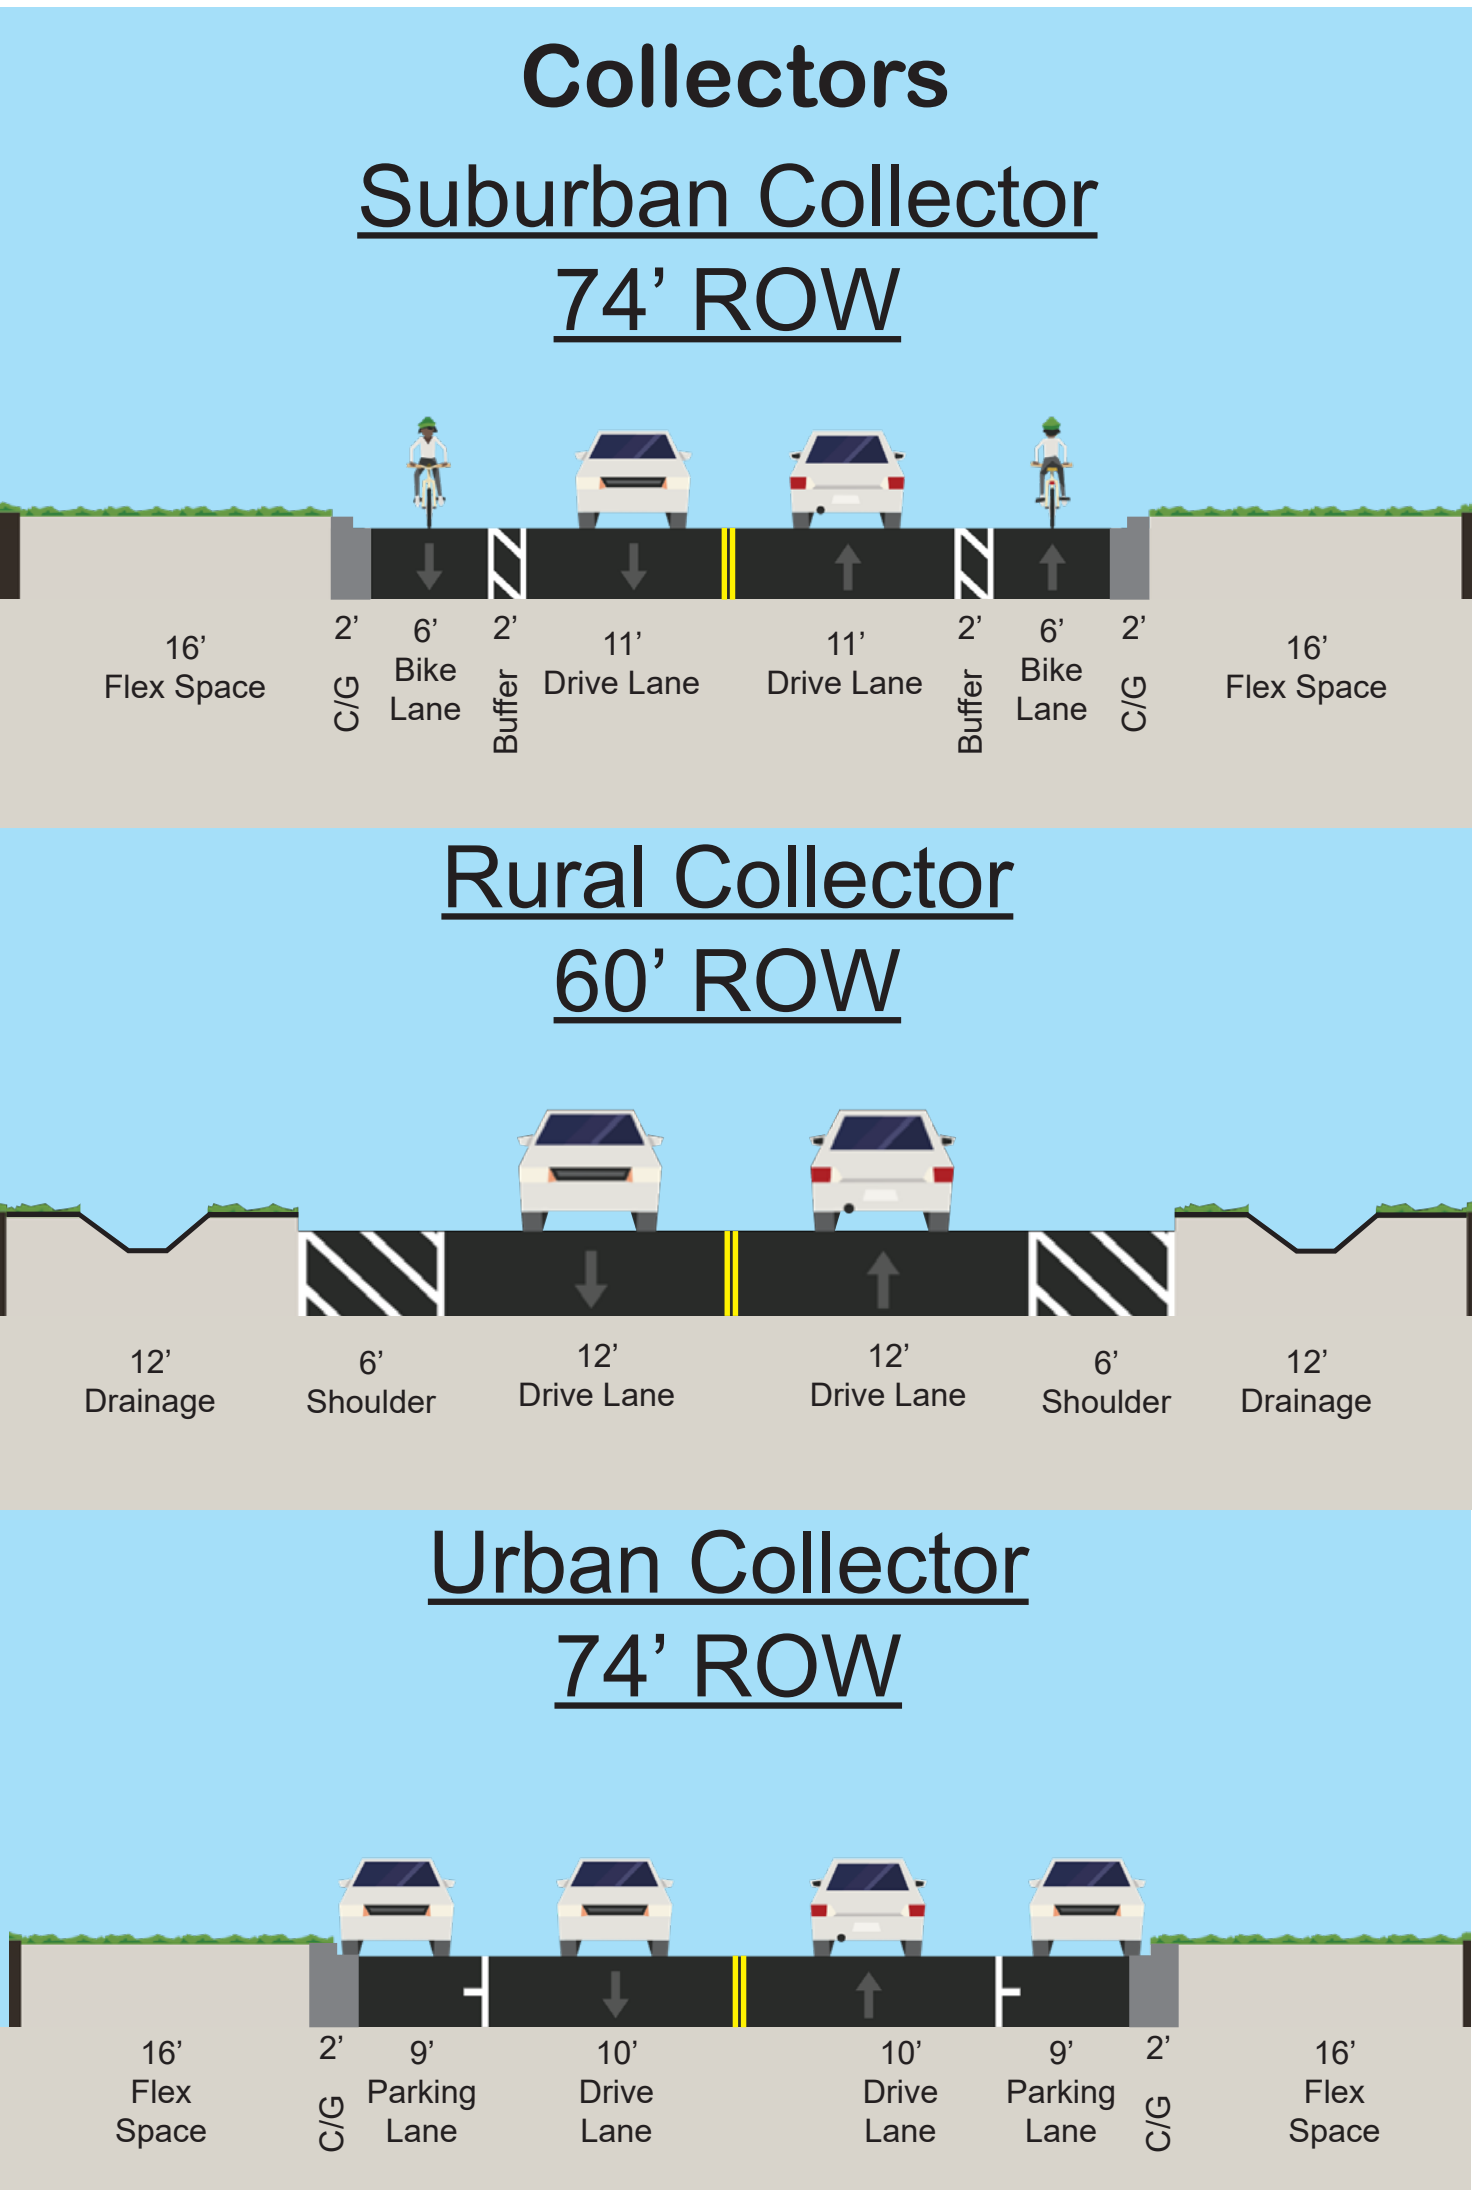 Collectors
Suburban Collector
74’ ROW
16’
Flex Space
2’
C/G
6’
Bike
Lane
2’
Buffer
11’
Drive Lane
11’
Drive Lane
2’
Buffer
6’
Bike
Lane
2’
C/G
16’
Flex Space
Rural Collector
60’ ROW
12’
Drainage
6’
Shoulder
12’
Drive Lane
12’
Drive Lane
6’
Shoulder
12’
Drainage
Urban Collector
74’ ROW
16’
Flex
Space
2’
C/G
9’
Parking
Lane
10’
Drive
Lane
10’
Drive
Lane
9’
Parking
Lane
2’
C/G
16’
Flex
Space